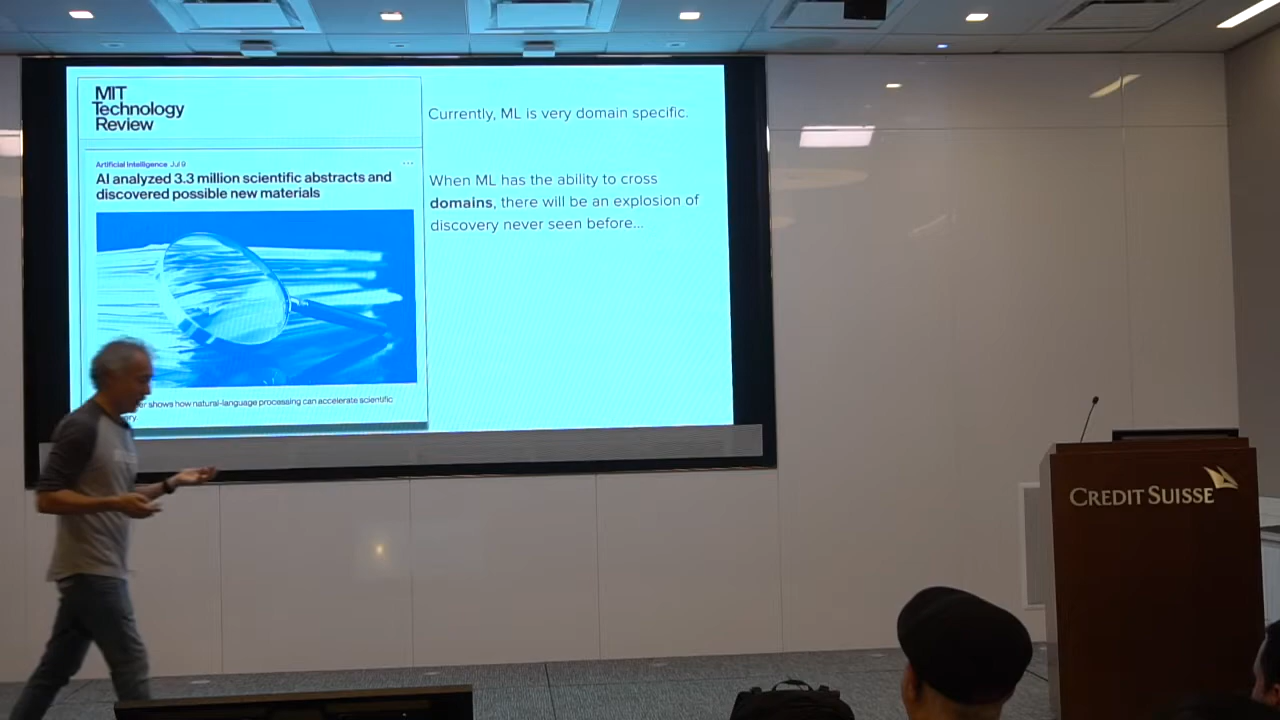 MIT
Technology
Review
Artificial Intelligence Jul 9
AI analyzed 3.3 million scientific abstracts and
discovered possible new materials
shows how natural-language processing can accelerate scientific
Currently, ML is very domain specific.
When ML has the ability to cross
domains, there will be an explosion of
discovery never seen before...
CREDIT SUISSE